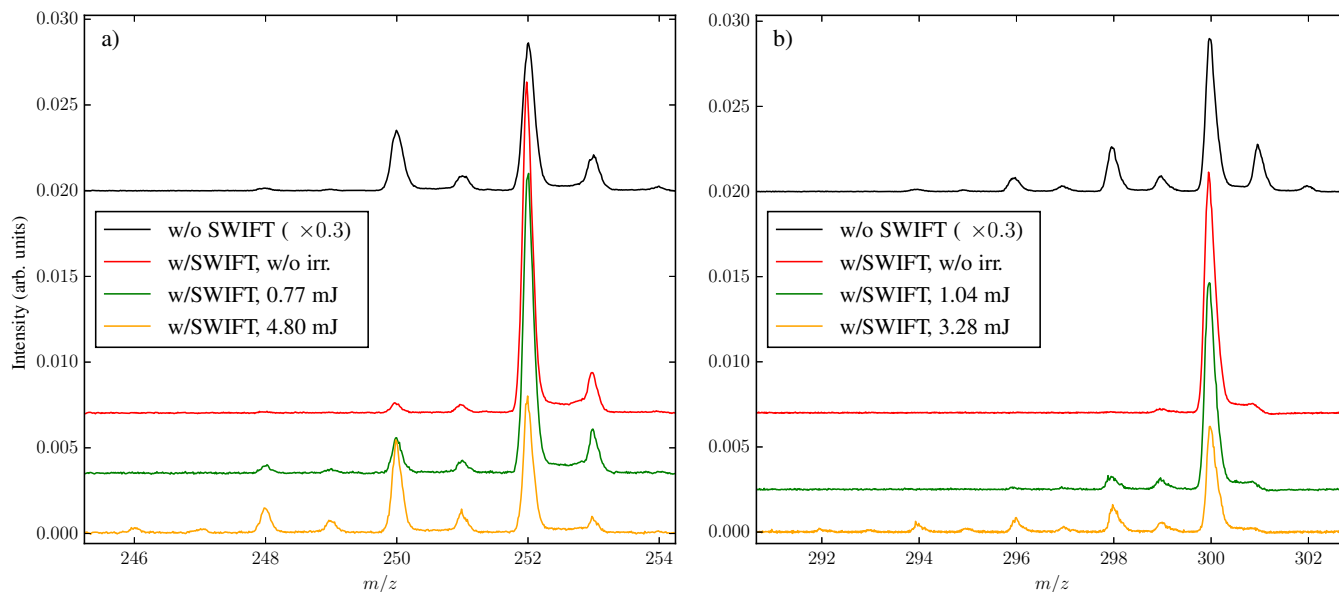 a)
0.030
0.025
0.020
0.015
0.010
0.005
0.000
Intensity (arb. units)
w/o SWIFT ( ×0.3)
w/SWIFT, w/o irr.
w/SWIFT, 0.77 mJ
w/SWIFT, 4.80 mJ
246 248 250 252 254
m/z
b)
0.030
0.025
0.020
0.015
0.010
0.005
0.000
w/o SWIFT ( ×0.3)
w/SWIFT, w/o irr.
w/SWIFT, 1.04 mJ
w/SWIFT, 3.28 mJ
292 294 296 298 300 302
m/z